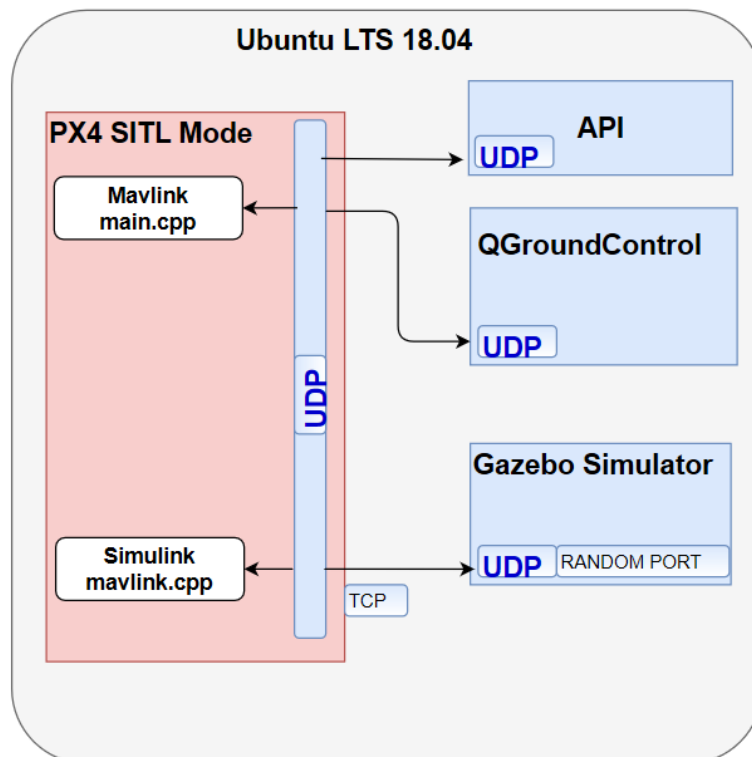 Ubuntu LTS 18.04
PX4 SITL Mode
Mavlink
main.cpp
UDP
Simulink
mavlink.cpp
TCP
API
UDP
QGroundControl
UDP
Gazebo Simulator
UDP RANDOM PORT